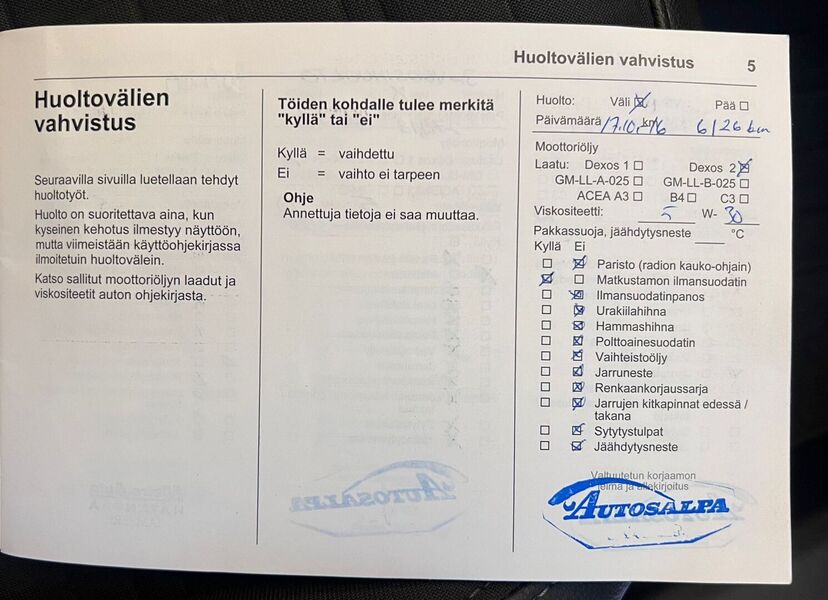 Huoltovälien vahvistus
5
Huoltovälien
vahvistus
Seuraavilla sivuilla luetellaan tehdyt
huoltotyöt.
Huolto on suoritettava aina, kun
kyseinen kehotus ilmestyy näyttöön,
mutta viimeistään käyttöohjekirjassa
ilmoitetuin huoltovälein.
Katso sallitut moottoriöljyn laadut ja
viskositeetit auton ohjekirjasta.
Töiden kohdalle tulee merkitä
"kyllä" tai "ei"
Kyllä = vaihdettu
Ei = vaihto ei tarpeen
Ohje
Annettuja tietoja ei saa muuttaa.
Huolto: Väli Pää
Päivämäärä 17.10.-16 km
Moottoriöljy
Laatu: Dexos 1 Dexos 2
GM-LL-A-025 GM-LL-B-025
ACEA A3 B4 C3
Viskositeetti: 5 W- 30
Pakkassuoja, jäähdytysneste °C
Kyllä Ei
Paristo (radion kauko-ohjain)
Matkustamon ilmansuodatin
Ilmansuodatinpanos
Urakiilahihna
Hammashihna
Polttoainesuodatin
Vaihteistoöljy
Jarruneste
Renkaankorjaussarja
Jarrujen kitkapinnat edessä /
takana
Sytytystulpat
Jäähdytysneste
Valtuutetun korjaamon
leima ja allekirjoitus
AUTOSALPA
AUTOSALPA